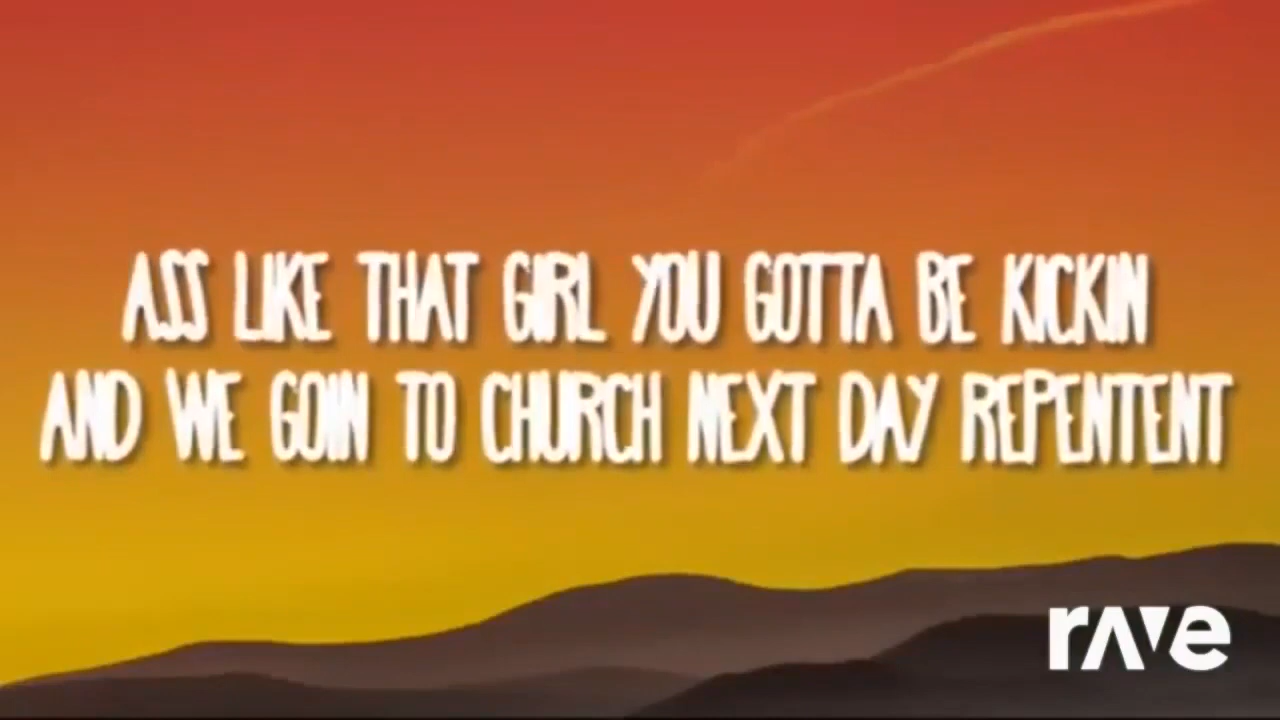 ASS LIKE THAT GIRL YOU GOTTA BE KICKIN
AND WE GOIN TO CHURCH NEXT DAY REPENTENT
rave